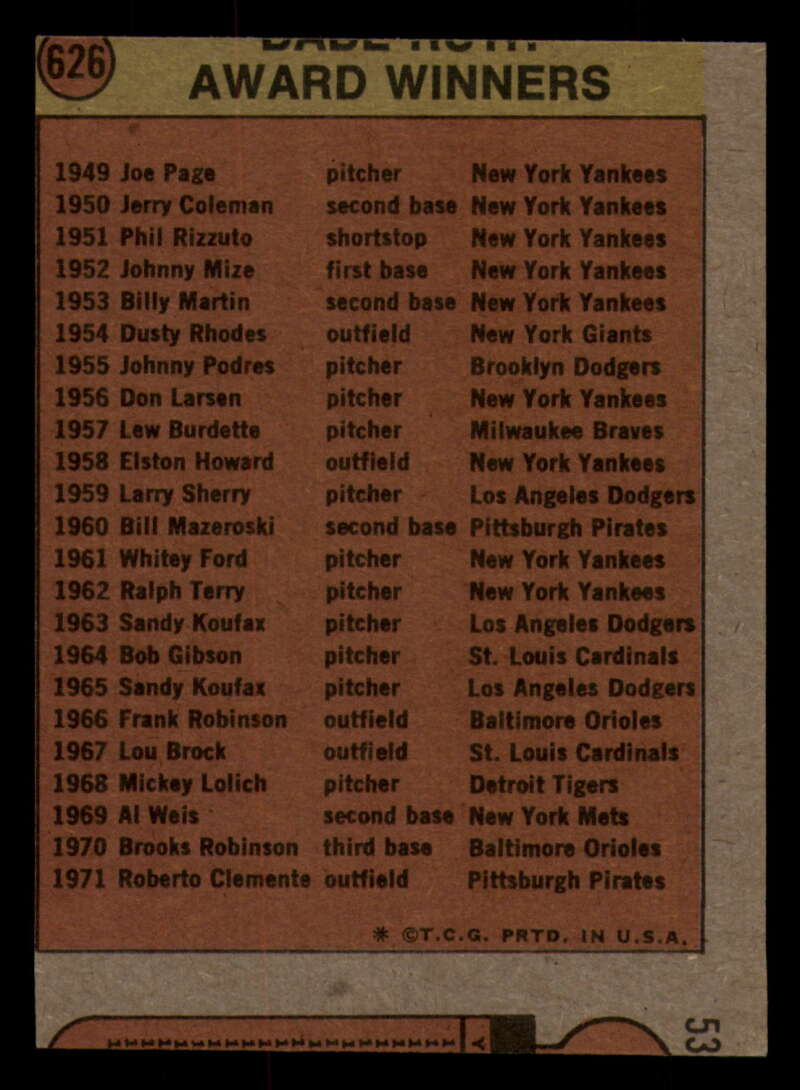 626
BABE RUTH
AWARD WINNERS
1949 Joe Page pitcher New York Yankees
1950 Jerry Coleman second base New York Yankees
1951 Phil Rizzuto shortstop New York Yankees
1952 Johnny Mize first base New York Yankees
1953 Billy Martin second base New York Yankees
1954 Dusty Rhodes outfield New York Giants
1955 Johnny Podres pitcher Brooklyn Dodgers
1956 Don Larsen pitcher New York Yankees
1957 Lew Burdette pitcher Milwaukee Braves
1958 Elston Howard outfield New York Yankees
1959 Larry Sherry pitcher Los Angeles Dodgers
1960 Bill Mazeroski second base Pittsburgh Pirates
1961 Whitey Ford pitcher New York Yankees
1962 Ralph Terry pitcher New York Yankees
1963 Sandy Koufax pitcher Los Angeles Dodgers
1964 Bob Gibson pitcher St. Louis Cardinals
1965 Sandy Koufax pitcher Los Angeles Dodgers
1966 Frank Robinson outfield Baltimore Orioles
1967 Lou Brock outfield St. Louis Cardinals
1968 Mickey Lolich pitcher Detroit Tigers
1969 Al Weis second base New York Mets
1970 Brooks Robinson third base Baltimore Orioles
1971 Roberto Clemente outfield Pittsburgh Pirates
* ©T.C.G. PRTD. IN U.S.A.
53